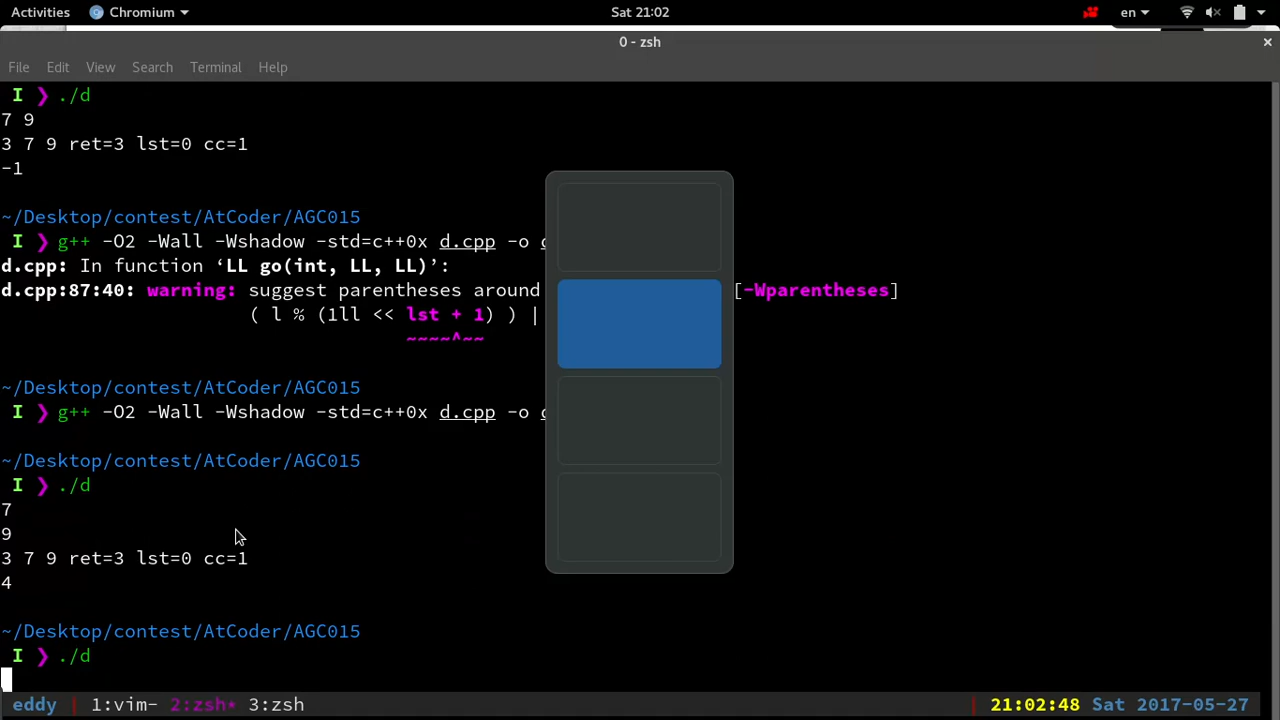 Activities Chromium Sat 21:02 en
0 - zsh
File Edit View Search Terminal Help
I ❯ ./d
7 9
3 7 9 ret=3 lst=0 cc=1
-1
~/Desktop/contest/AtCoder/AGC015
I ❯ g++ -O2 -Wall -Wshadow -std=c++0x d.cpp -o
d.cpp: In function ‘LL go(int, LL, LL)’:
d.cpp:87:40: warning: suggest parentheses around [-Wparentheses]
( l % (1ll << lst + 1) ) |
~~~~^~~
~/Desktop/contest/AtCoder/AGC015
I ❯ g++ -O2 -Wall -Wshadow -std=c++0x d.cpp -o
~/Desktop/contest/AtCoder/AGC015
I ❯ ./d
7
9
3 7 9 ret=3 lst=0 cc=1
4
~/Desktop/contest/AtCoder/AGC015
I ❯ ./d
eddy | 1:vim- 2:zsh* 3:zsh | 21:02:48 Sat 2017-05-27